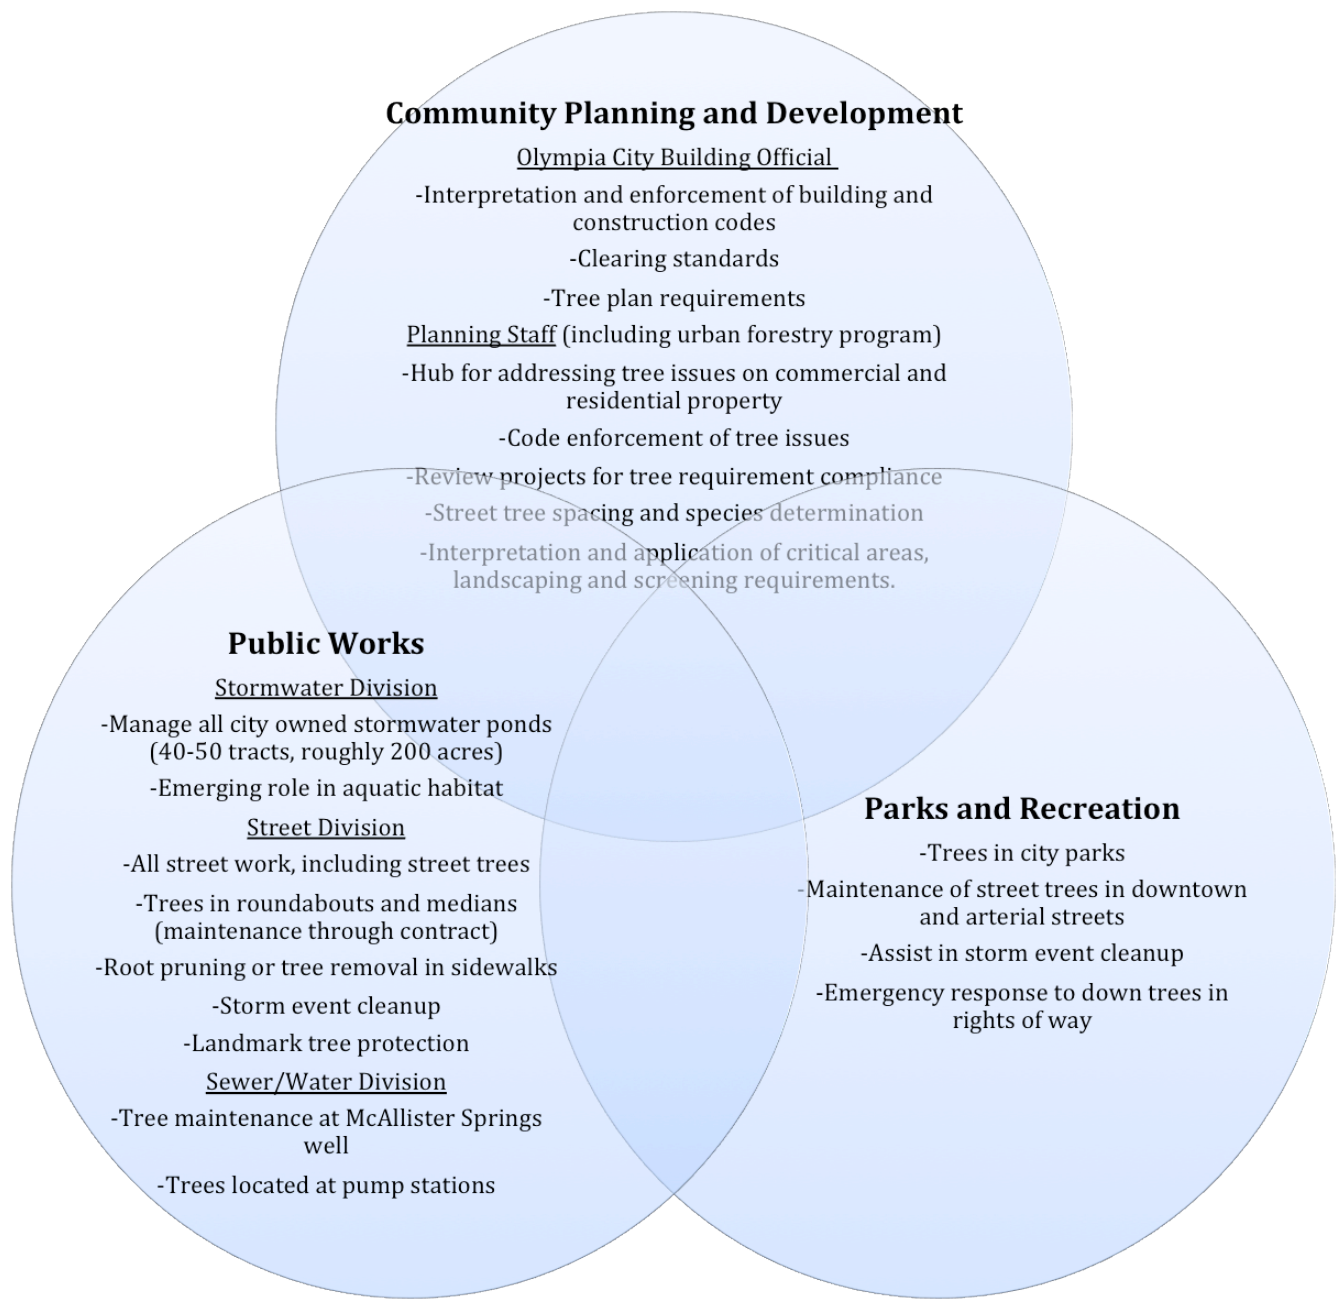 Community Planning and Development
Olympia City Building Official
-Interpretation and enforcement of building and
construction codes
-Clearing standards
-Tree plan requirements
Planning Staff (including urban forestry program)
-Hub for addressing tree issues on commercial and
residential property
-Code enforcement of tree issues
-Review projects for tree requirement compliance
-Street tree spacing and species determination
-Interpretation and application of critical areas,
landscaping and screening requirements.
Public Works
Stormwater Division
-Manage all city owned stormwater ponds
(40-50 tracts, roughly 200 acres)
-Emerging role in aquatic habitat
Street Division
-All street work, including street trees
-Trees in roundabouts and medians
(maintenance through contract)
-Root pruning or tree removal in sidewalks
-Storm event cleanup
-Landmark tree protection
Sewer/Water Division
-Tree maintenance at McAllister Springs
well
-Trees located at pump stations
Parks and Recreation
-Trees in city parks
-Maintenance of street trees in downtown
and arterial streets
-Assist in storm event cleanup
-Emergency response to down trees in
rights of way